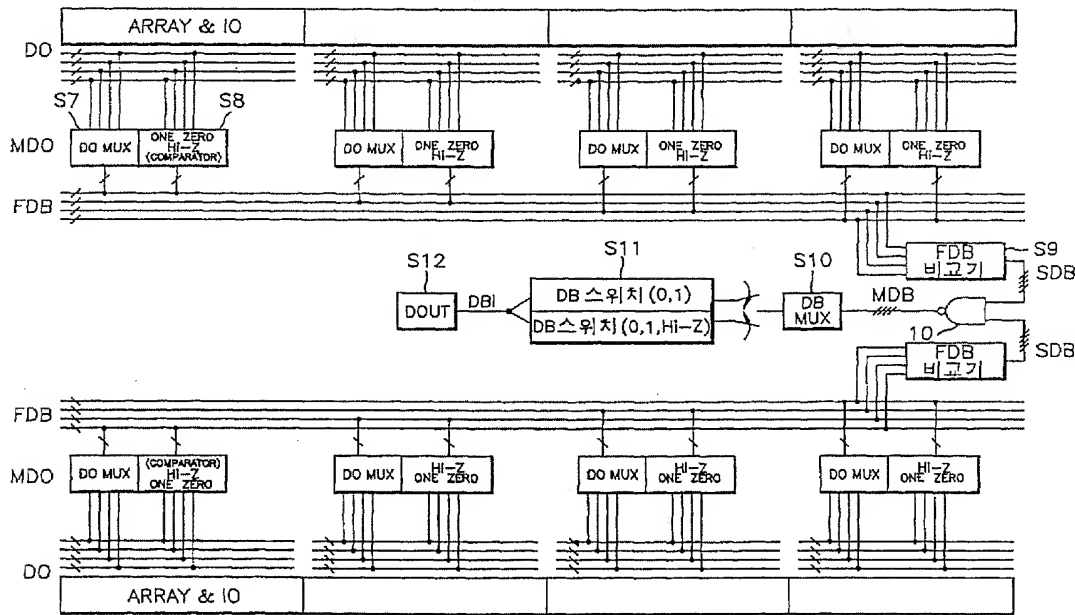 ARRAY & IO
DO
S7
S8
MDO
DO MUX
ONE ZERO
Hi-Z
(COMPARATOR)
DO MUX
ONE ZERO
Hi-Z
DO MUX
ONE ZERO
Hi-Z
DO MUX
ONE ZERO
Hi-Z
FDB
S9
FDB
비교기
SDB
S12
S11
S10
DOUT
DBI
DB 스위치 (0,1)
DB스위치(0,1,Hi-Z)
DB
MUX
MDB
10
FDB
비교기
SDB
FDB
MDO
DO MUX
(COMPARATOR)
Hi-Z
ONE ZERO
DO MUX
Hi-Z
ONE ZERO
DO MUX
Hi-Z
ONE ZERO
DO MUX
Hi-Z
ONE ZERO
DO
ARRAY & IO